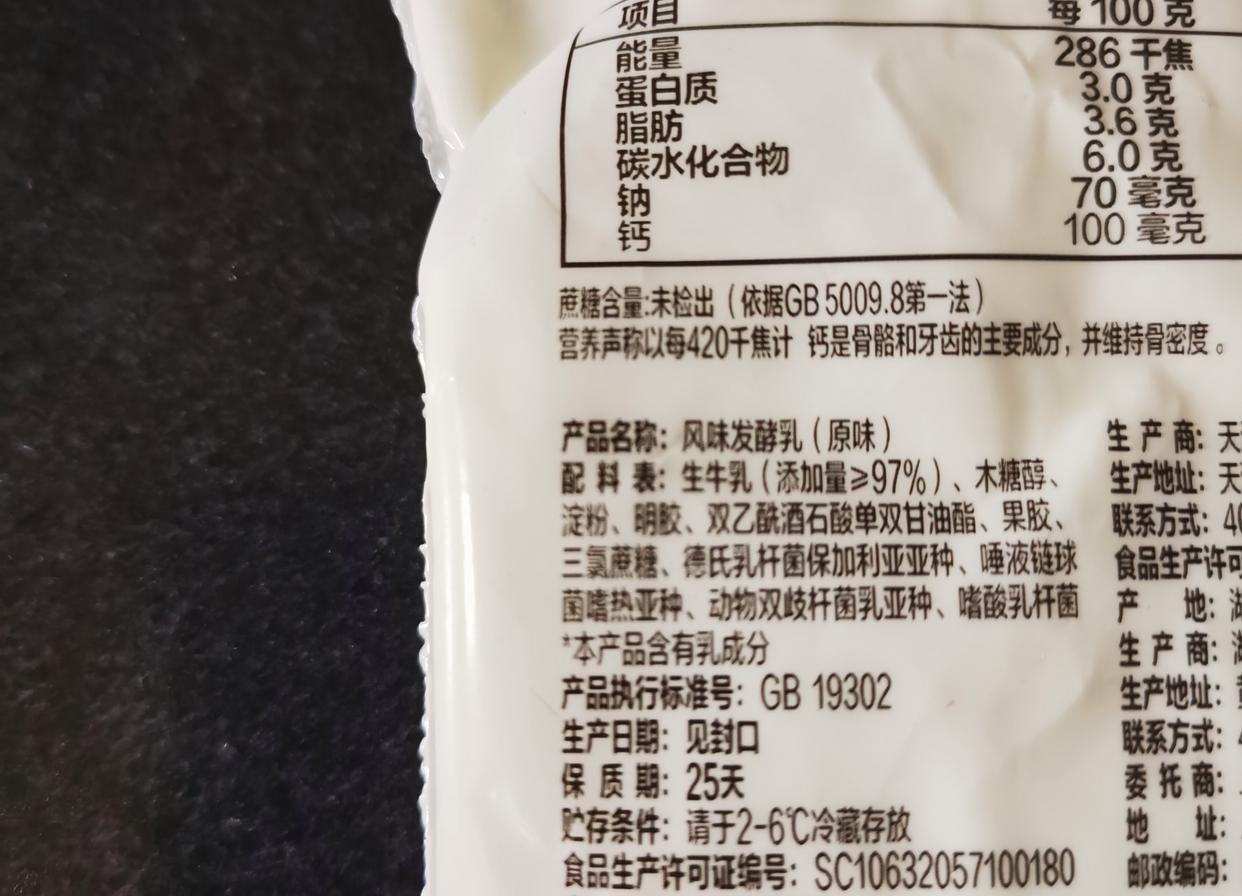 项目 每 100 克
能量 286 千焦
蛋白质 3.0 克
脂肪 3.6 克
碳水化合物 6.0 克
钠 70 毫克
钙 100 毫克
蔗糖含量:未检出（依据GB 5009.8第一法）
营养声称以每420千焦计 钙是骨骼和牙齿的主要成分，并维持骨密度。
产品名称：风味发酵乳（原味）
配 料 表：生牛乳（添加量≥97%）、木糖醇、
淀粉、明胶、双乙酰酒石酸单双甘油酯、果胶、
三氯蔗糖、德氏乳杆菌保加利亚亚种、唾液链球
菌嗜热亚种、动物双歧杆菌乳亚种、嗜酸乳杆菌
*本产品含有乳成分
产品执行标准号：GB 19302
生产日期：见封口
保 质 期：25天
贮存条件：请于2-6℃冷藏存放
食品生产许可证编号：SC10632057100180
生 产 商：天
生产地址：天
联系方式：40
食品生产许可
产 地：湖
生 产 商：湖
生产地址：黄
联系方式：4
委 托 商：
地 址：
邮政编码：